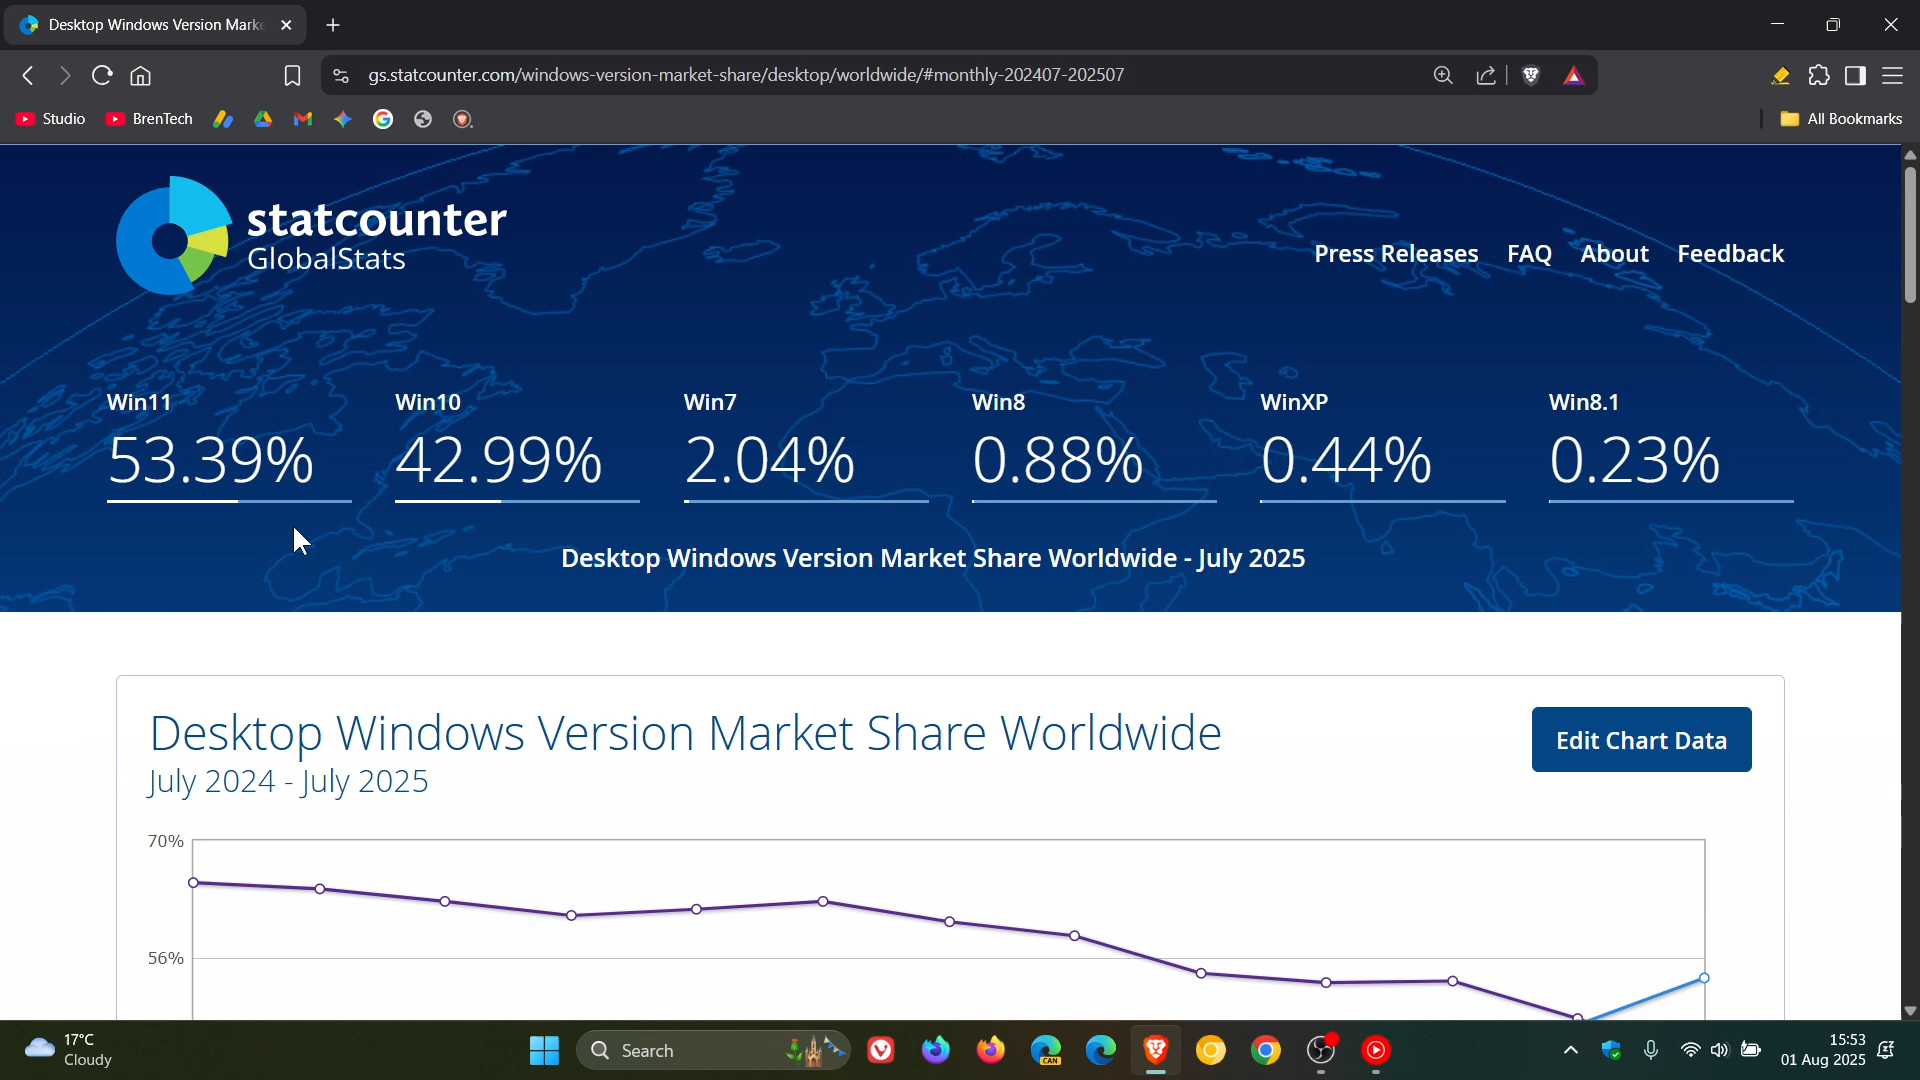 Desktop Windows Version Marke
gs.statcounter.com/windows-version-market-share/desktop/worldwide/#monthly-202407-202507
Studio
BrenTech
All Bookmarks
statcounter
GlobalStats
Press Releases
FAQ
About
Feedback
Win11
Win10
Win7
Win8
WinXP
Win8.1
53.39%
42.99%
2.04%
0.88%
0.44%
0.23%
Desktop Windows Version Market Share Worldwide - July 2025
Desktop Windows Version Market Share Worldwide
July 2024 - July 2025
Edit Chart Data
70%
56%
17°C
Cloudy
Search
CAN
15:53
01 Aug 2025